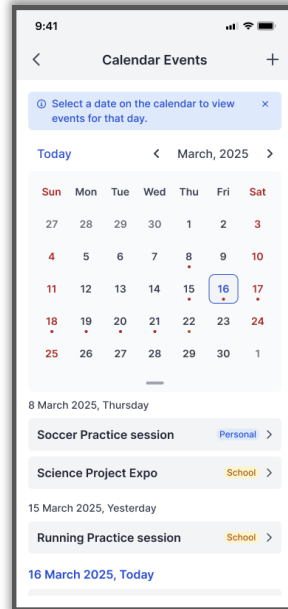 9:41
Calendar Events
Select a date on the calendar to view
events for that day.
Today
March, 2025
Sun Mon Tue Wed Thu Fri Sat
27 28 29 30 1 2 3
4 5 6 7 8 9 10
11 12 13 14 15 16 17
18 19 20 21 22 23 24
25 26 27 28 29 30 1
8 March 2025, Thursday
Soccer Practice session Personal
Science Project Expo School
15 March 2025, Yesterday
Running Practice session School
16 March 2025, Today